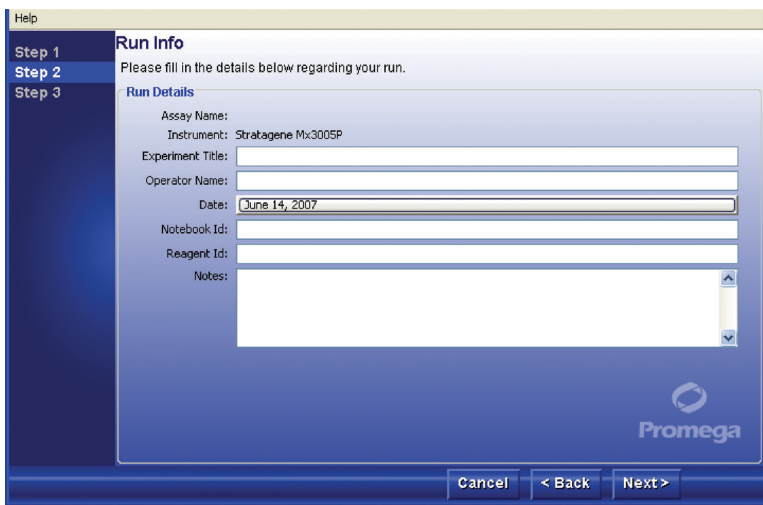 Help
Step 1
Step 2
Step 3
Run Info
Please fill in the details below regarding your run.
Run Details
Assay Name:
Instrument: Stratagene Mx3005P
Experiment Title:
Operator Name:
Date: June 14, 2007
Notebook Id:
Reagent Id:
Notes:
Promega
Cancel < Back Next >